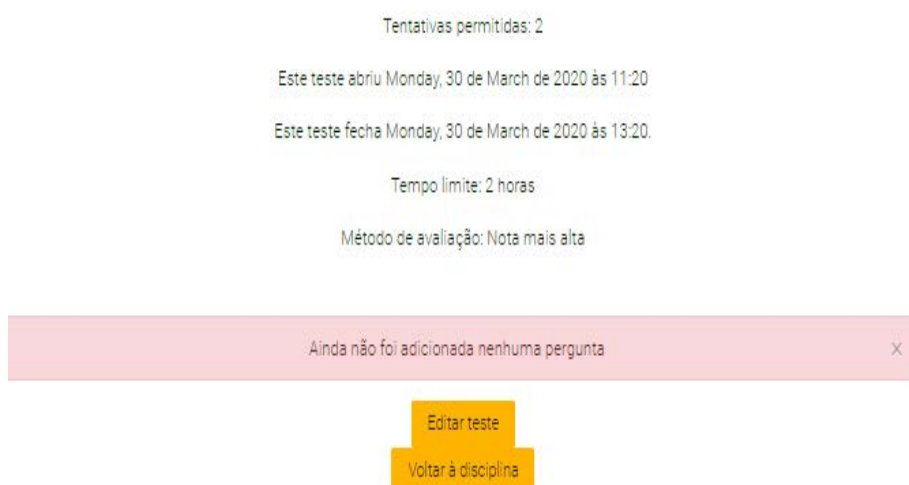 Tentativas permitidas: 2
Este teste abriu Monday, 30 de March de 2020 às 11:20
Este teste fecha Monday, 30 de March de 2020 às 13:20.
Tempo limite: 2 horas
Método de avaliação: Nota mais alta
Ainda não foi adicionada nenhuma pergunta
Editar teste
Voltar à disciplina